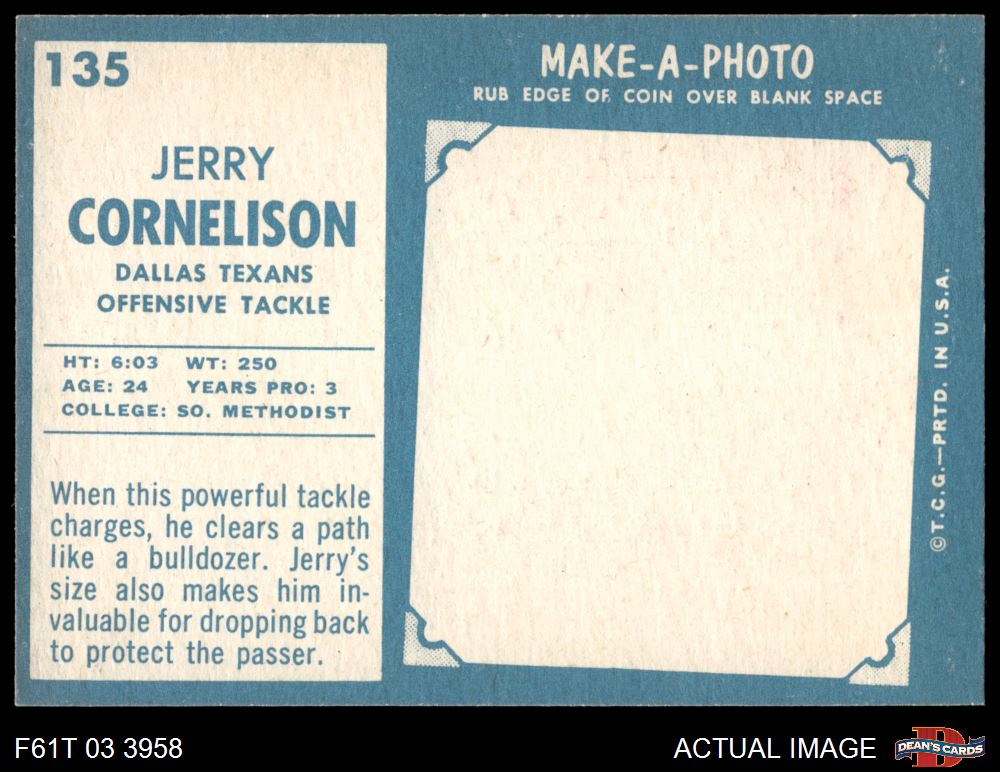 135
JERRY
CORNELISON
DALLAS TEXANS
OFFENSIVE TACKLE
HT: 6:03 WT: 250
AGE: 24 YEARS PRO: 3
COLLEGE: SO. METHODIST
When this powerful tackle
charges, he clears a path
like a bulldozer. Jerry's
size also makes him in-
valuable for dropping back
to protect the passer.
MAKE-A-PHOTO
RUB EDGE OF COIN OVER BLANK SPACE
©T.C.G.—PRTD. IN U.S.A.
F61T 03 3958
ACTUAL IMAGE
D
DEAN'S CARDS